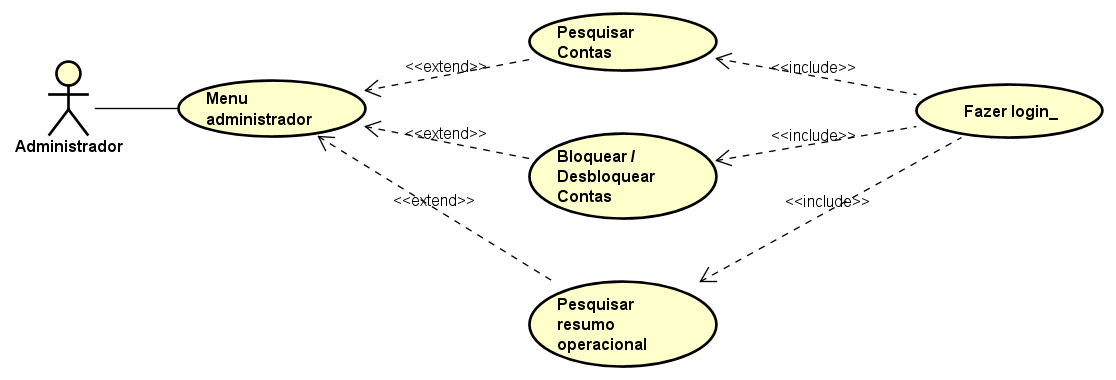 Administrador
Menu
administrador
<<extend>>
<<extend>>
<<extend>>
Pesquisar
Contas
Bloquear /
Desbloquear
Contas
Pesquisar
resumo
operacional
<<include>>
<<include>>
<<include>>
Fazer login_